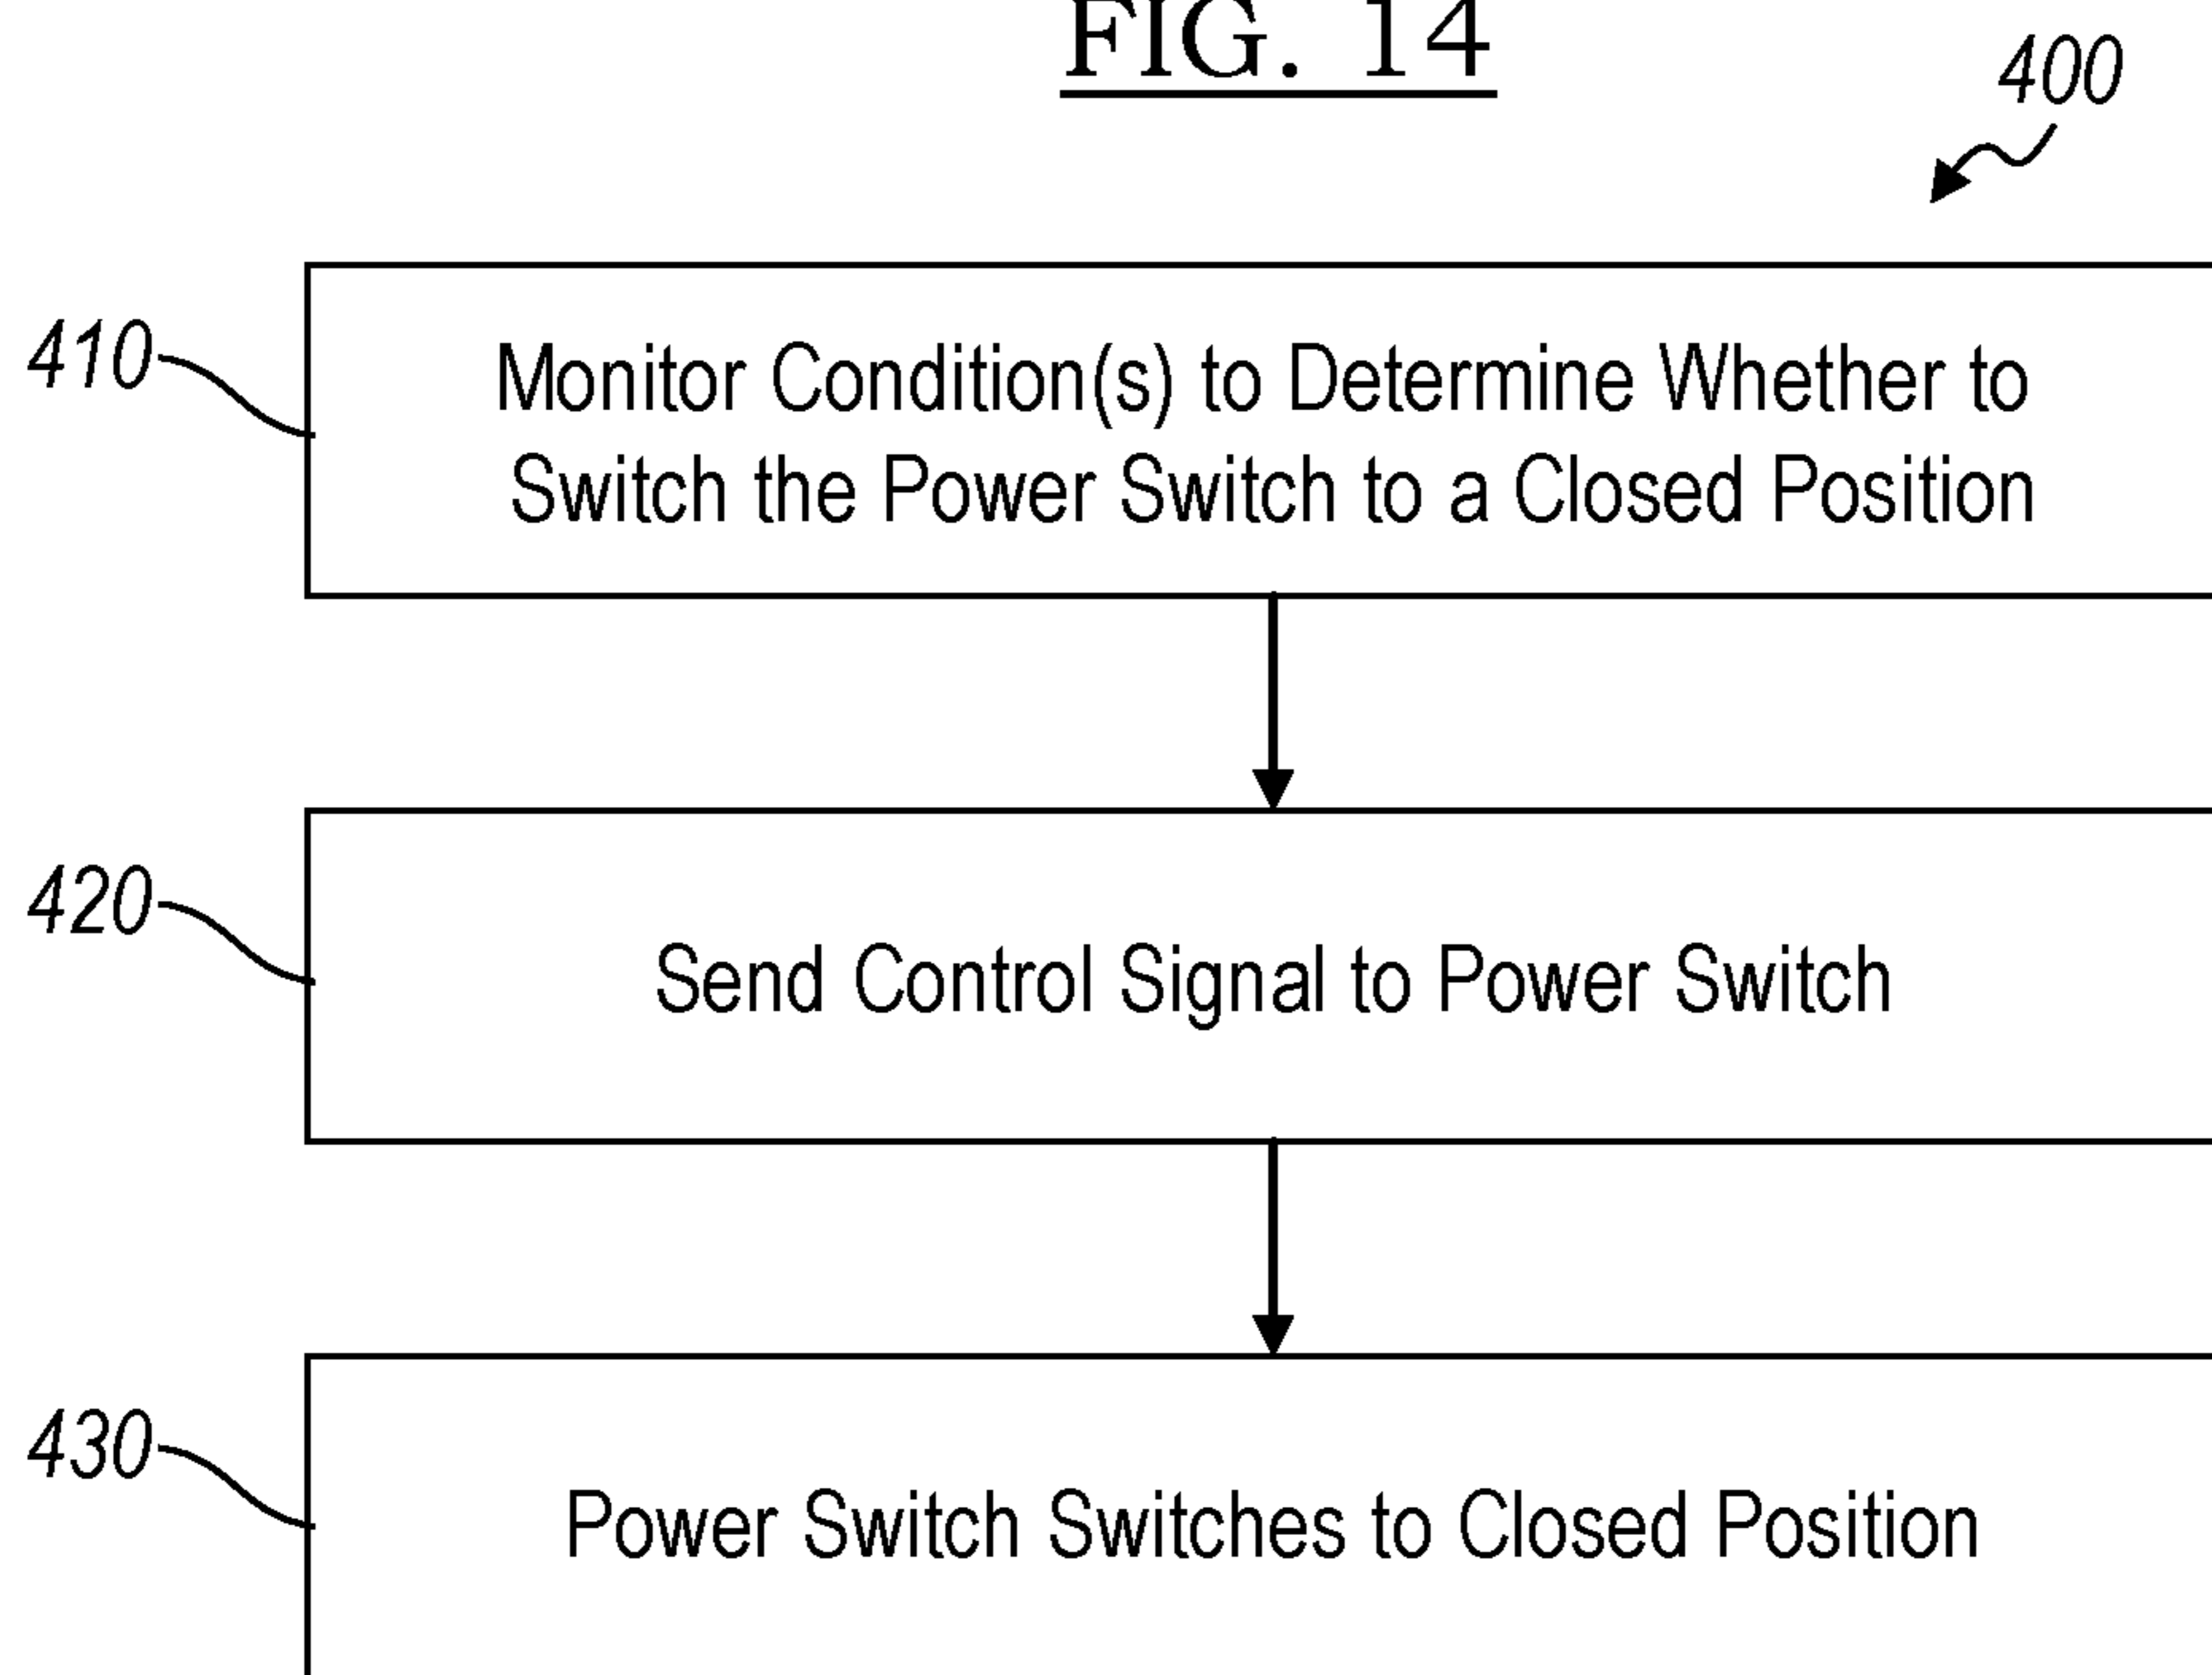 FIG. 14
400
410
Monitor Condition(s) to Determine Whether to
Switch the Power Switch to a Closed Position
420
Send Control Signal to Power Switch
430
Power Switch Switches to Closed Position